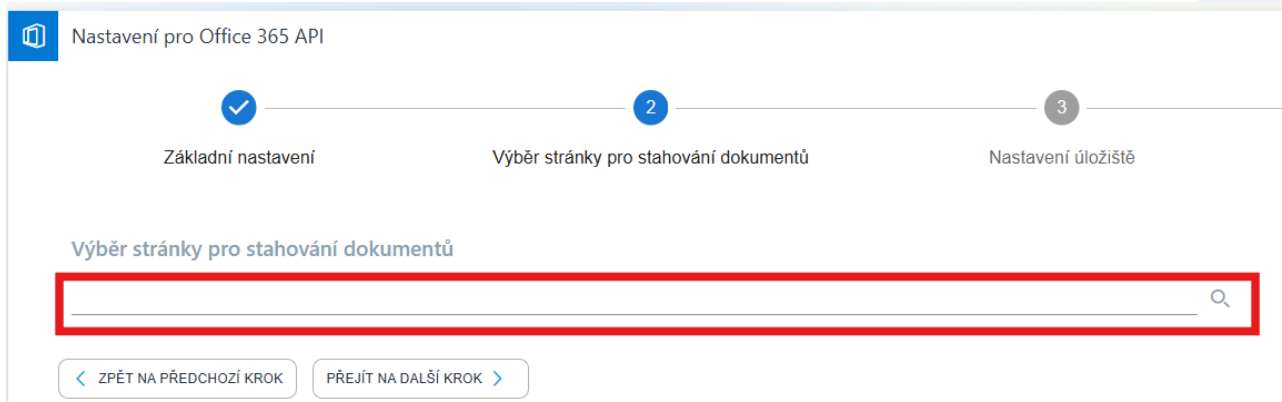 Nastavení pro Office 365 API
2
3
Základní nastavení
Výběr stránky pro stahování dokumentů
Nastavení úložiště
Výběr stránky pro stahování dokumentů
ZPĚT NA PŘEDCHOZÍ KROK
PŘEJÍT NA DALŠÍ KROK